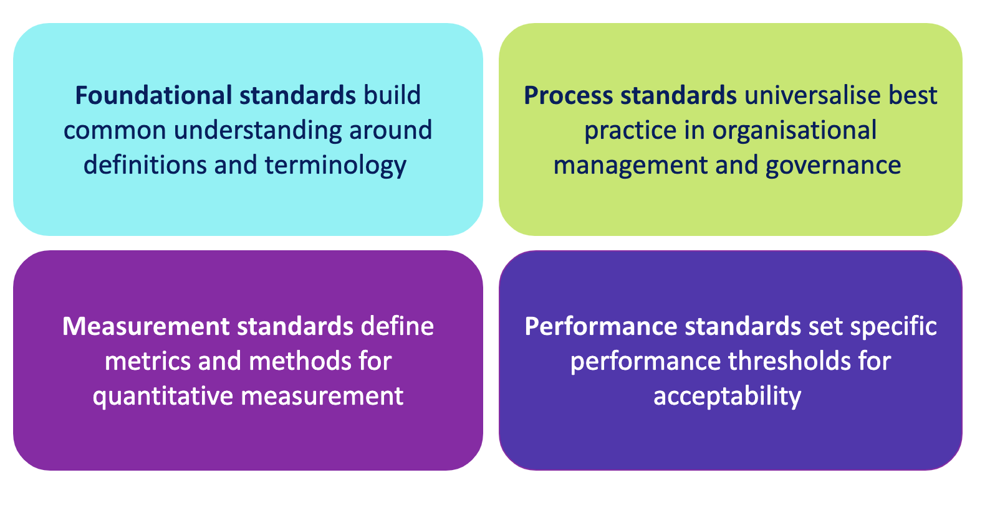 Foundational standards build
common understanding around
definitions and terminology
Process standards universalise best
practice in organisational
management and governance
Measurement standards define
metrics and methods for
quantitative measurement
Performance standards set specific
performance thresholds for
acceptability